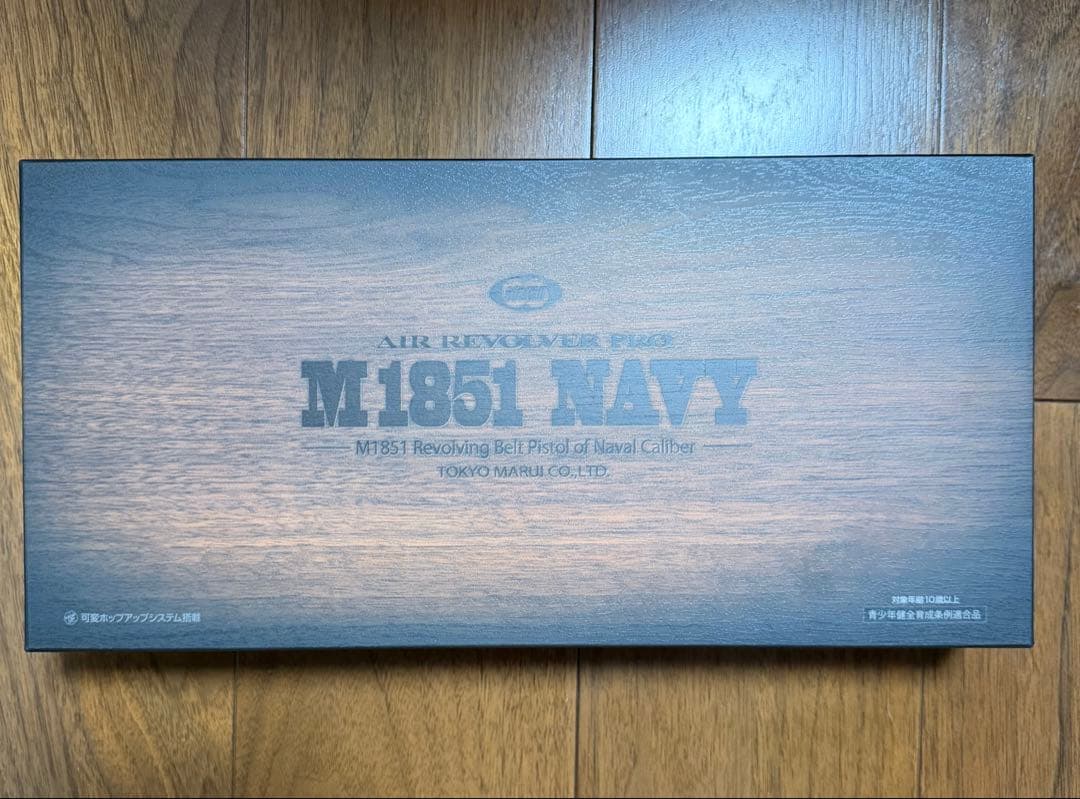 AIR REVOLVER PRO
M1851 NAVY
M1851 Revolving Belt Pistol of Naval Caliber
TOKYO MARUI CO.,LTD.
対象年齢10歳以上
可変ホップアップシステム搭載
青少年健全育成条例適合品